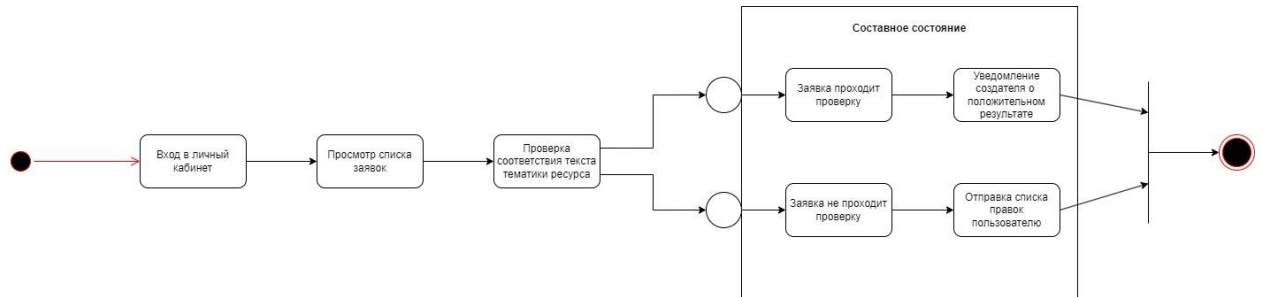 Составное состояние
Вход в личный
кабинет
Просмотр списка
заявок
Проверка
соответствия текста
тематики ресурса
Заявка проходит
проверку
Уведомление
создателя о
положительном
результате
Заявка не проходит
проверку
Отправка списка
правок
пользователю